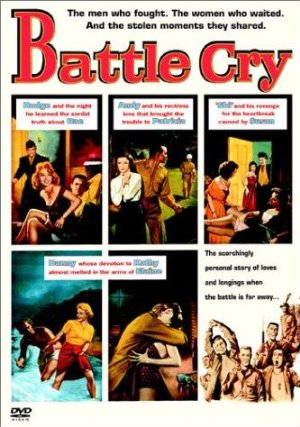 The men who fought. The women who waited.
And the stolen moments they shared.
Battle Cry
Hodge and the night
he learned the sordid
truth about Rae
Andy and his reckless
love that brought the
trouble to Patricia
'Ski' and his revenge
for the heartbreak
caused by Susan
Danny whose devotion to Kathy
almost melted in the arms of Elaine
The scorchingly
personal story of loves
and longings when
the battle is far away...
DVD
VIDEO